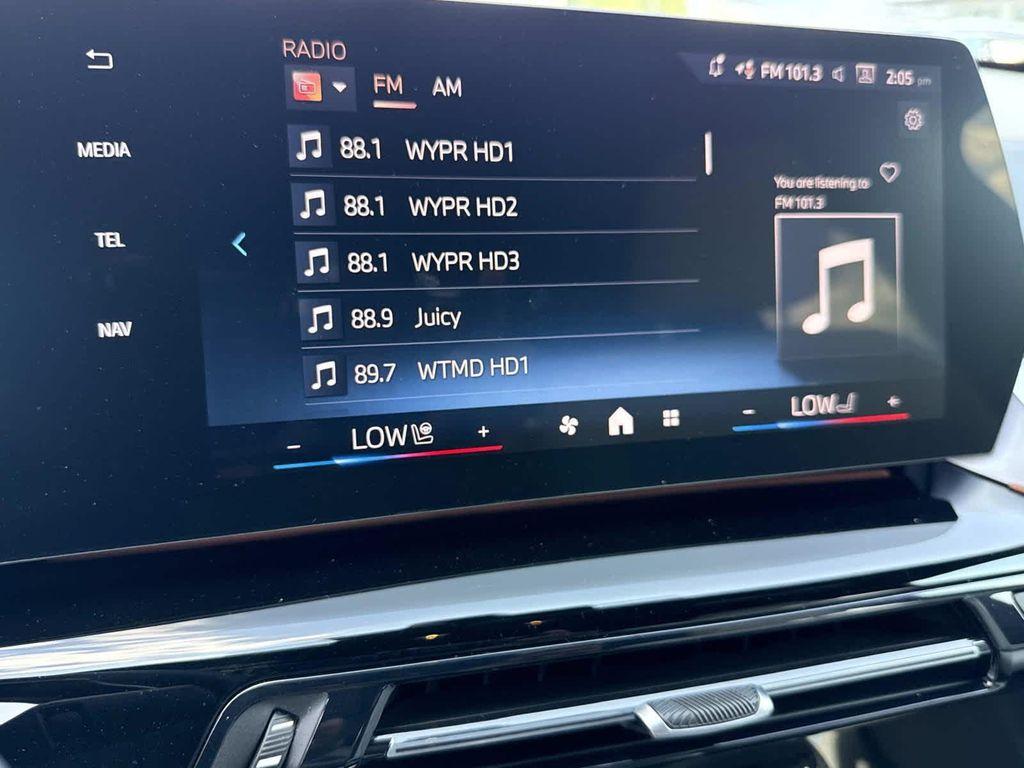 RADIO
FM AM
FM 101.3 2:05 pm
MEDIA
TEL
NAV
88.1 WYPR HD1
88.1 WYPR HD2
88.1 WYPR HD3
88.9 Juicy
89.7 WTMD HD1
You are listening to
FM 101.3
- LOW +
- LOW +